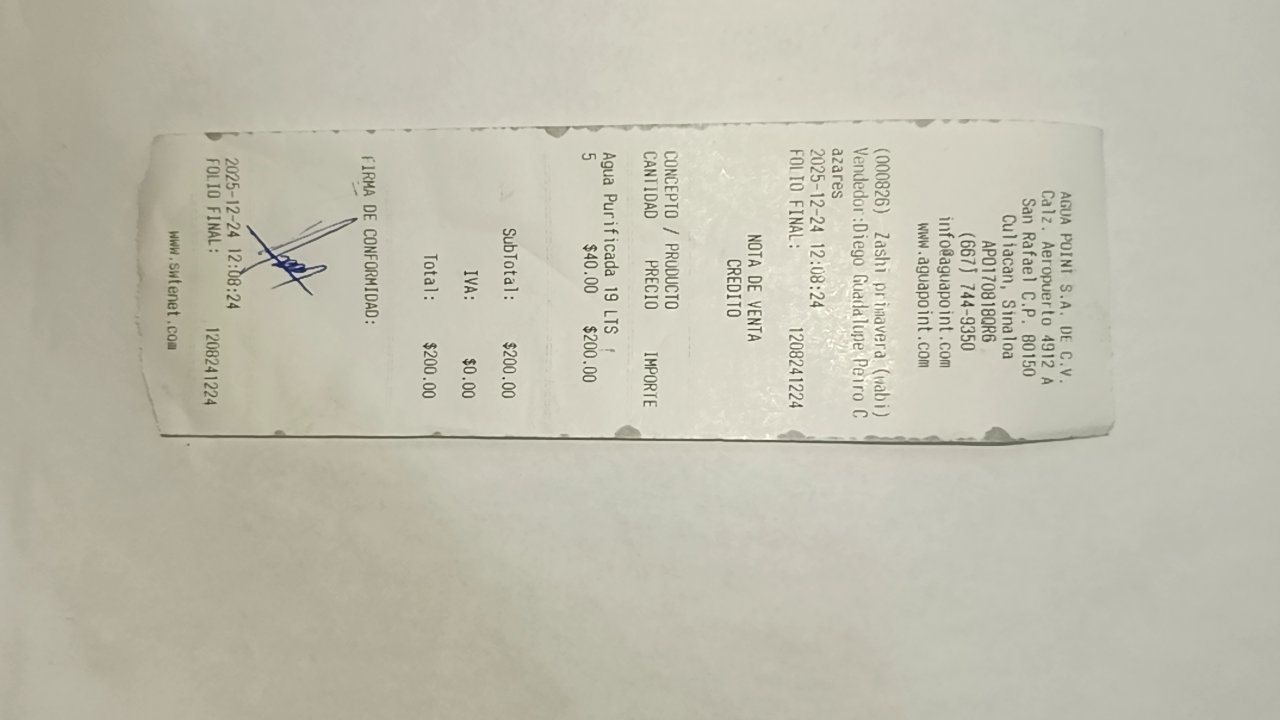 AGUA POINT S.A. DE C.V.
Calz. Aeropuerto 4912 A
San Rafael C.P. 80150
Culiacan, Sinaloa
APO170818QR6
(667) 744-9350
info@aguapoint.com
www.aguapoint.com
(000826) Zashi primavera (wabi)
Vendedor:Diego Guadalupe Peiro C
azares
2025-12-24 12:08:24
FOLIO FINAL: 1208241224
NOTA DE VENTA
CREDITO
CONCEPTO / PRODUCTO
CANTIDAD PRECIO IMPORTE
Agua Purificada 19 LTS
5 $40.00 $200.00
SubTotal: $200.00
IVA: $0.00
Total: $200.00
FIRMA DE CONFORMIDAD:
2025-12-24 12:08:24
FOLIO FINAL: 1208241224
www.swtenet.com